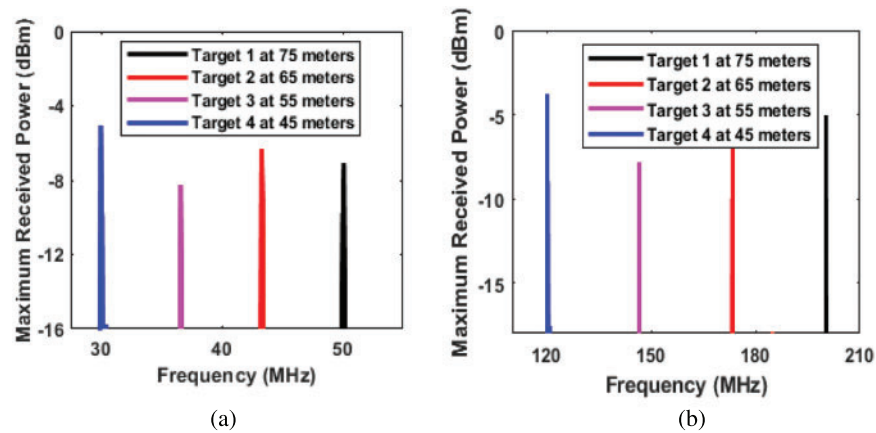 0
-4
-8
-12
-16
Maximum Received Power (dBm)
Target 1 at 75 meters
Target 2 at 65 meters
Target 3 at 55 meters
Target 4 at 45 meters
30
40
50
Frequency (MHz)
(a)
0
-5
-10
-15
Maximum Received Power (dBm)
Target 1 at 75 meters
Target 2 at 65 meters
Target 3 at 55 meters
Target 4 at 45 meters
120
150
180
210
Frequency (MHz)
(b)